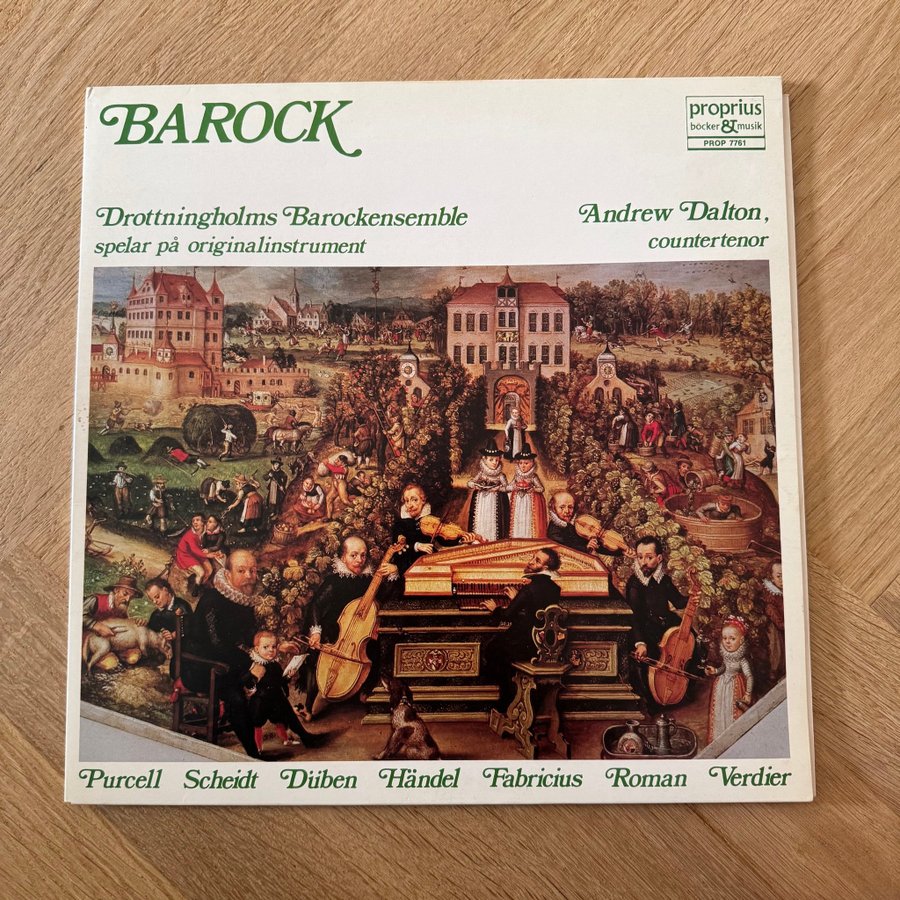 BAROCK
proprius
böcker & musik
PROP 7761
Drottningholms Barockensemble
spelar på originalinstrument
Andrew Dalton,
countertenor
Purcell Scheidt Düben Händel Fabricius Roman Verdier